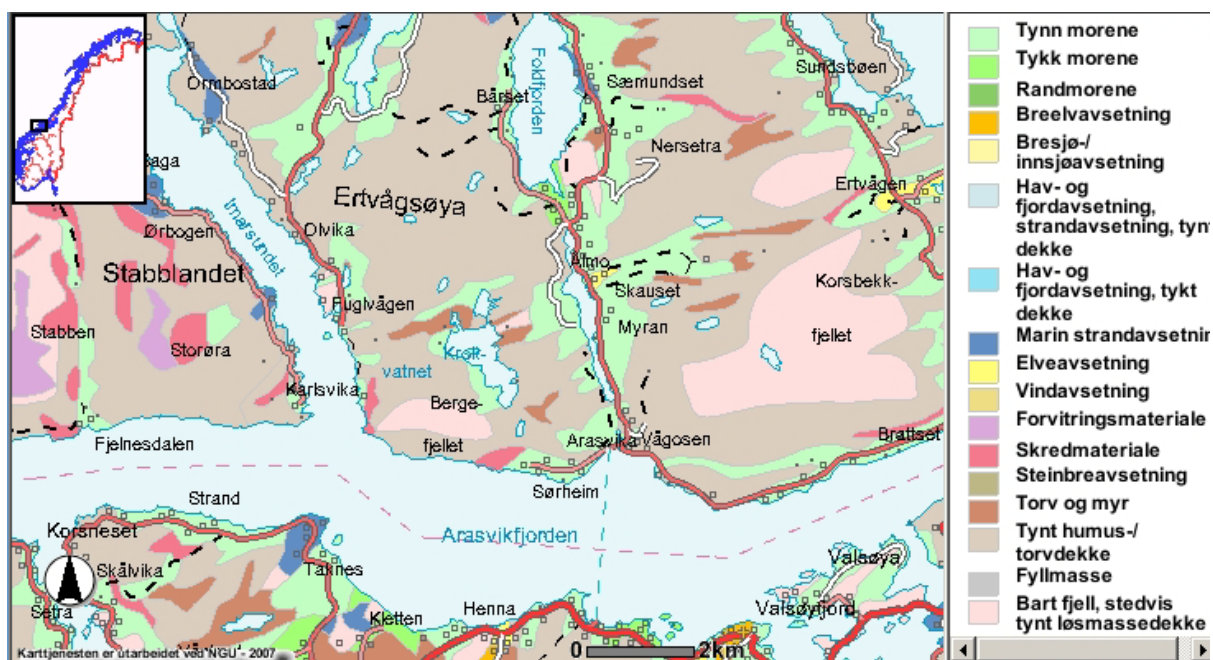 Ormbostad
Foldfjorden
Bårset
Sæmundset
Sundsbøen
Nersetra
Ertvågsøya
Ertvågen
Imarsundet
Ørbogen
Olvika
Stabblandet
Ålmo
Skauset
Korsbekk-
fjellet
Fuglvågen
Myran
Stabben
Storøra
Krok-
vatnet
Karlsvika
Berge-
fjellet
Fjelnesdalen
Arasvika
Vågosen
Brattset
Sørheim
Strand
Korsneset
Arasvikfjorden
Skålvika
Taknes
Valsøya
Setra
Kletten
Henna
Valsøyfjord
0 2km
Karttjenesten er utarbeidet ved NGU - 2007
Tynn morene
Tykk morene
Randmorene
Breelvavsetning
Bresjø-/
innsjøavsetning
Hav- og
fjordavsetning,
strandavsetning, tynt
dekke
Hav- og
fjordavsetning, tykt
dekke
Marin strandavsetnin
Elveavsetning
Vindavsetning
Forvitringsmateriale
Skredmateriale
Steinbreavsetning
Torv og myr
Tynt humus-/
torvdekke
Fyllmasse
Bart fjell, stedvis
tynt løsmassedekke